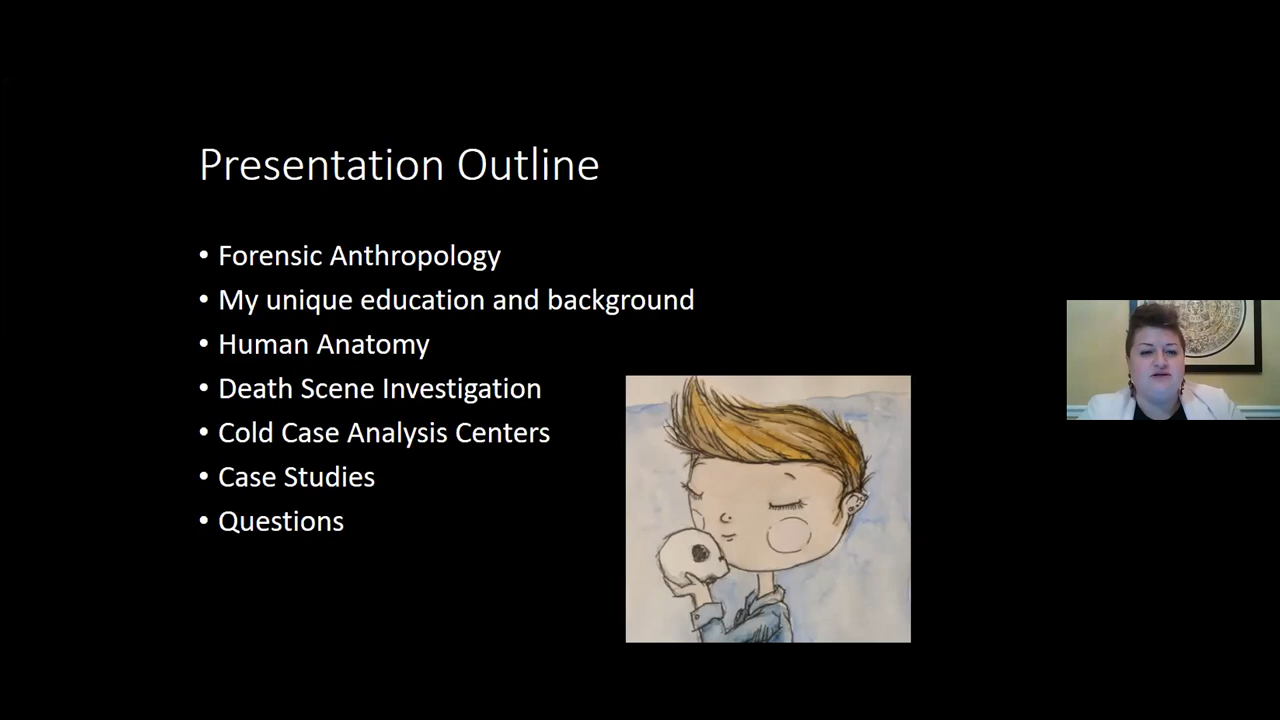 Presentation Outline
• Forensic Anthropology
• My unique education and background
• Human Anatomy
• Death Scene Investigation
• Cold Case Analysis Centers
• Case Studies
• Questions